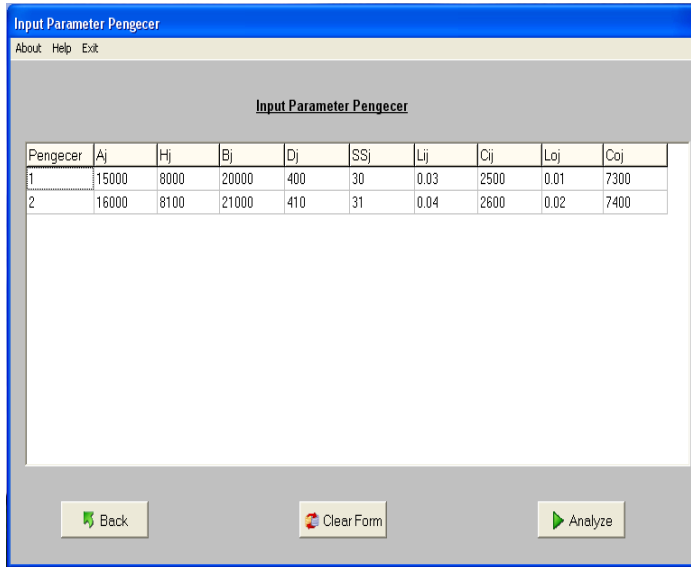 Input Parameter Pengecer
About Help Exit
Input Parameter Pengecer
Pengecer Aj Hj Bj Dj SSj Lij Cij Loj Coj
1 15000 8000 20000 400 30 0.03 2500 0.01 7300
2 16000 8100 21000 410 31 0.04 2600 0.02 7400
Back Clear Form Analyze